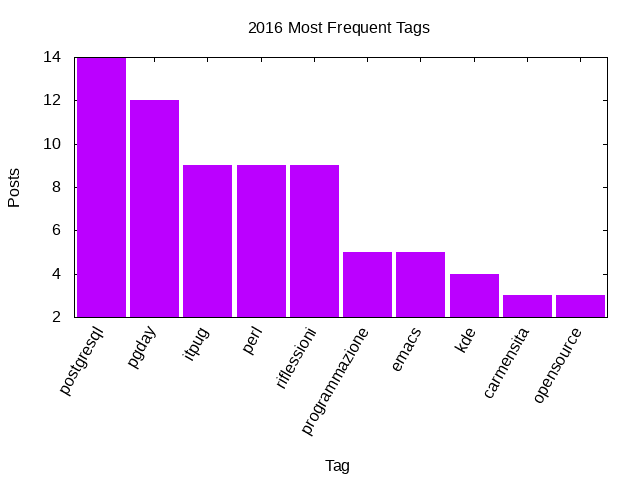 2016 Most Frequent Tags
14
12
10
8
6
4
2
Posts
postgresql
pgday
itpug
perl
riflessioni
programmazione
emacs
kde
carmensita
opensource
Tag